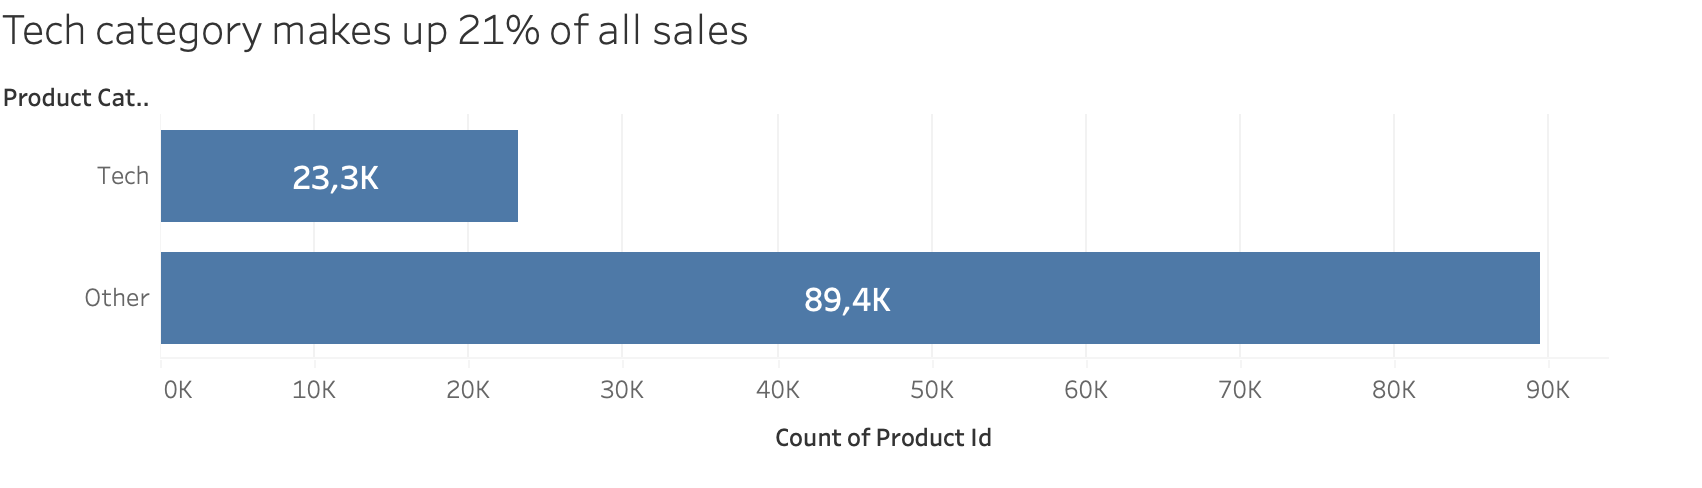 Tech category makes up 21% of all sales
Product Cat..
Tech
23,3K
Other
89,4K
0K 10K 20K 30K 40K 50K 60K 70K 80K 90K
Count of Product Id